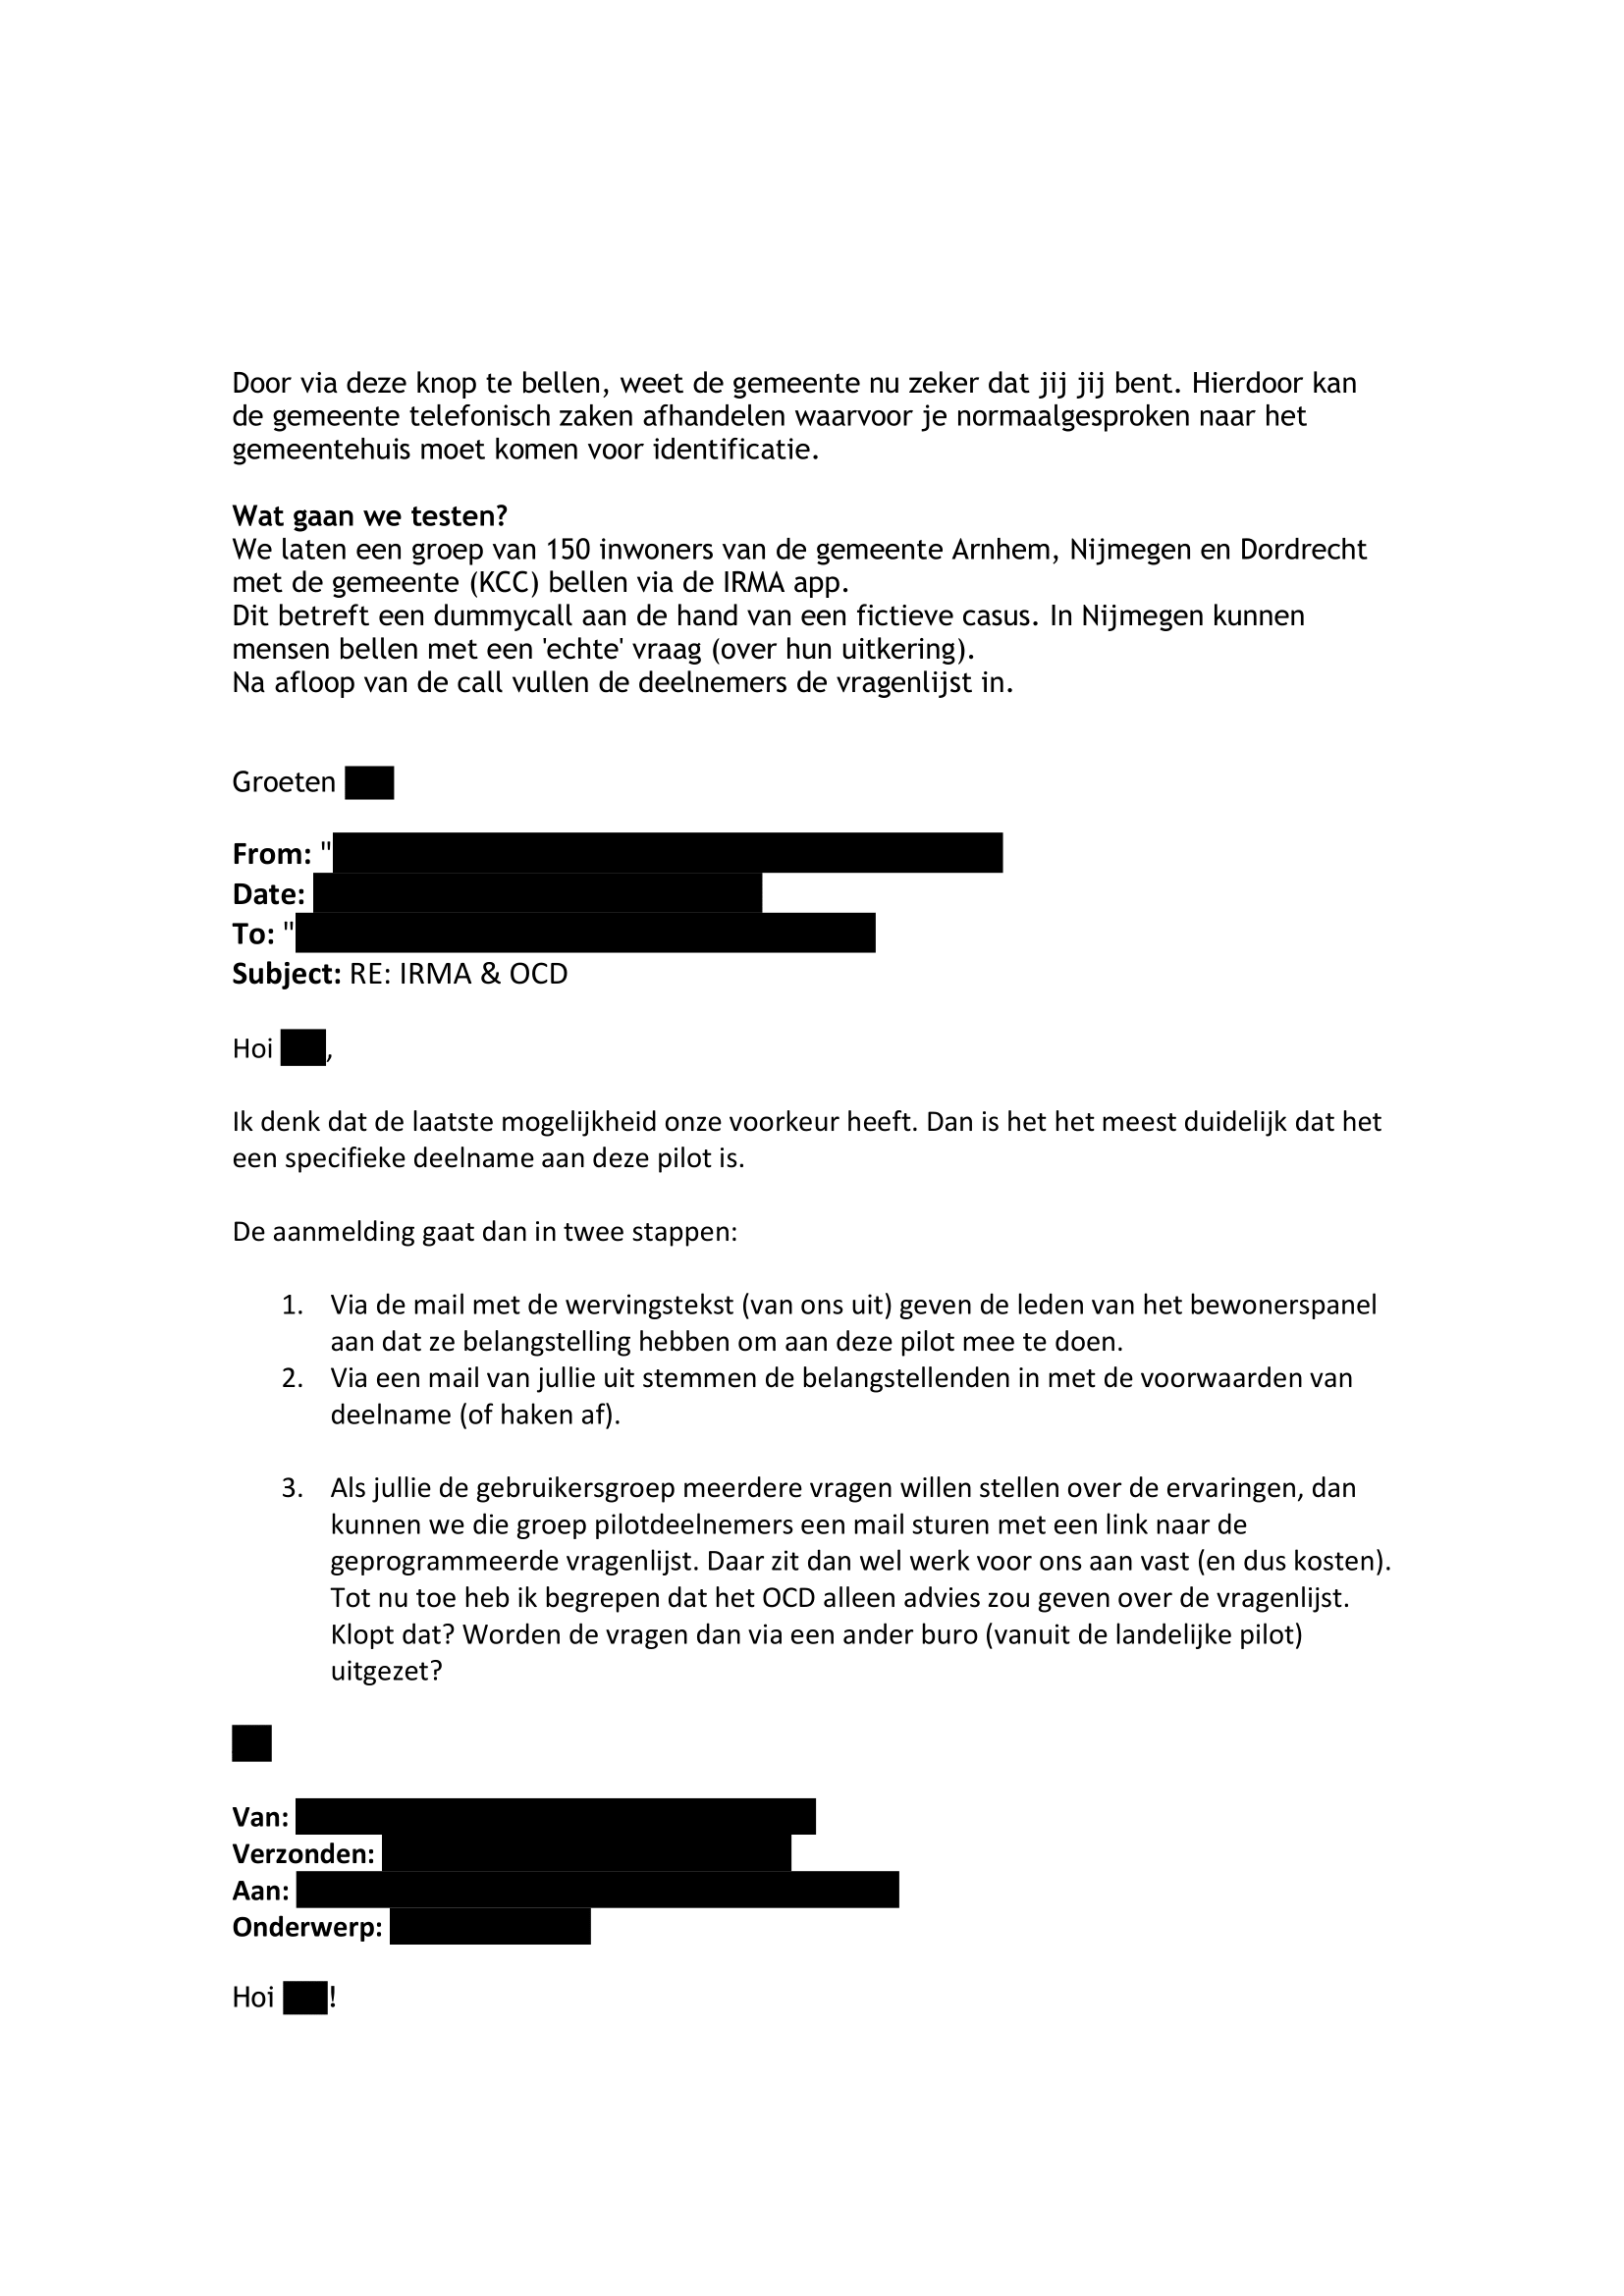 Door via deze knop te bellen, weet de gemeente nu zeker dat jij jij bent. Hierdoor kan
de gemeente telefonisch zaken afhandelen waarvoor je normaalgesproken naar het
gemeentehuis moet komen voor identificatie.
Wat gaan we testen?
We laten een groep van 150 inwoners van de gemeente Arnhem, Nijmegen en Dordrecht
met de gemeente (KCC) bellen via de IRMA app.
Dit betreft een dummycall aan de hand van een fictieve casus. In Nijmegen kunnen
mensen bellen met een 'echte' vraag (over hun uitkering).
Na afloop van de call vullen de deelnemers de vragenlijst in.
Groeten
From: "
Date:
To: "
Subject: RE: IRMA & OCD
Hoi ,
Ik denk dat de laatste mogelijkheid onze voorkeur heeft. Dan is het het meest duidelijk dat het
een specifieke deelname aan deze pilot is.
De aanmelding gaat dan in twee stappen:
1. Via de mail met de wervingstekst (van ons uit) geven de leden van het bewonerspanel
aan dat ze belangstelling hebben om aan deze pilot mee te doen.
2. Via een mail van jullie uit stemmen de belangstellenden in met de voorwaarden van
deelname (of haken af).
3. Als jullie de gebruikersgroep meerdere vragen willen stellen over de ervaringen, dan
kunnen we die groep pilotdeelnemers een mail sturen met een link naar de
geprogrammeerde vragenlijst. Daar zit dan wel werk voor ons aan vast (en dus kosten).
Tot nu toe heb ik begrepen dat het OCD alleen advies zou geven over de vragenlijst.
Klopt dat? Worden de vragen dan via een ander buro (vanuit de landelijke pilot)
uitgezet?
Van:
Verzonden:
Aan:
Onderwerp:
Hoi !